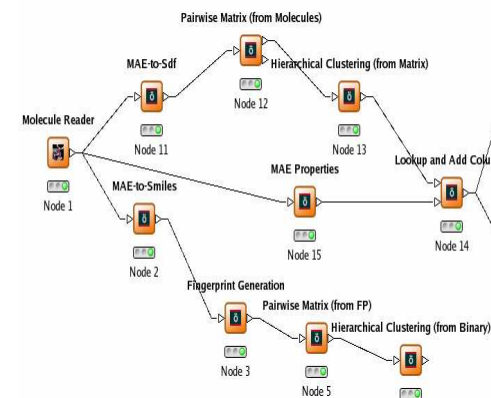 Pairwise Matrix (from Molecules)
MAE-to-Sdf
Hierarchical Clustering (from Matrix)
Node 12
Molecule Reader
Node 11
Node 13
MAE Properties
Lookup and Add Colu
Node 1
MAE-to-Smiles
Node 15
Node 14
Node 2
Fingerprint Generation
Pairwise Matrix (from FP)
Hierarchical Clustering (from Binary)
Node 3
Node 5